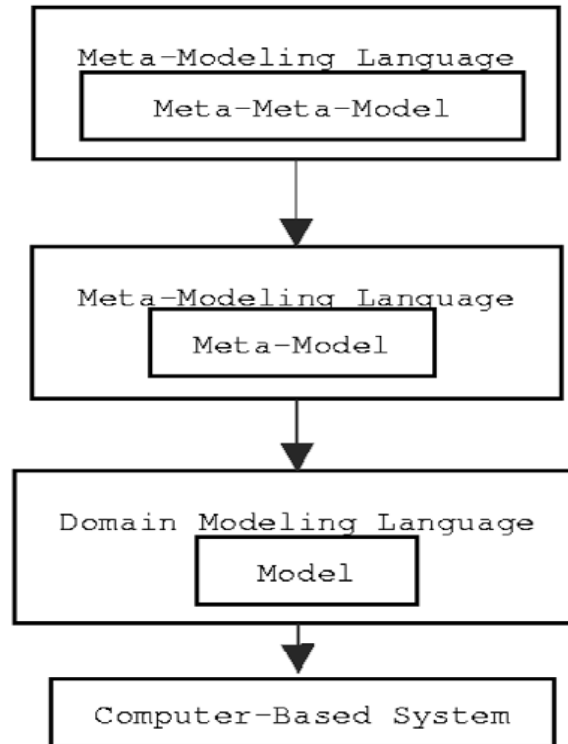 Meta-Modeling Language
Meta-Meta-Model
Meta-Modeling Language
Meta-Model
Domain Modeling Language
Model
Computer-Based System